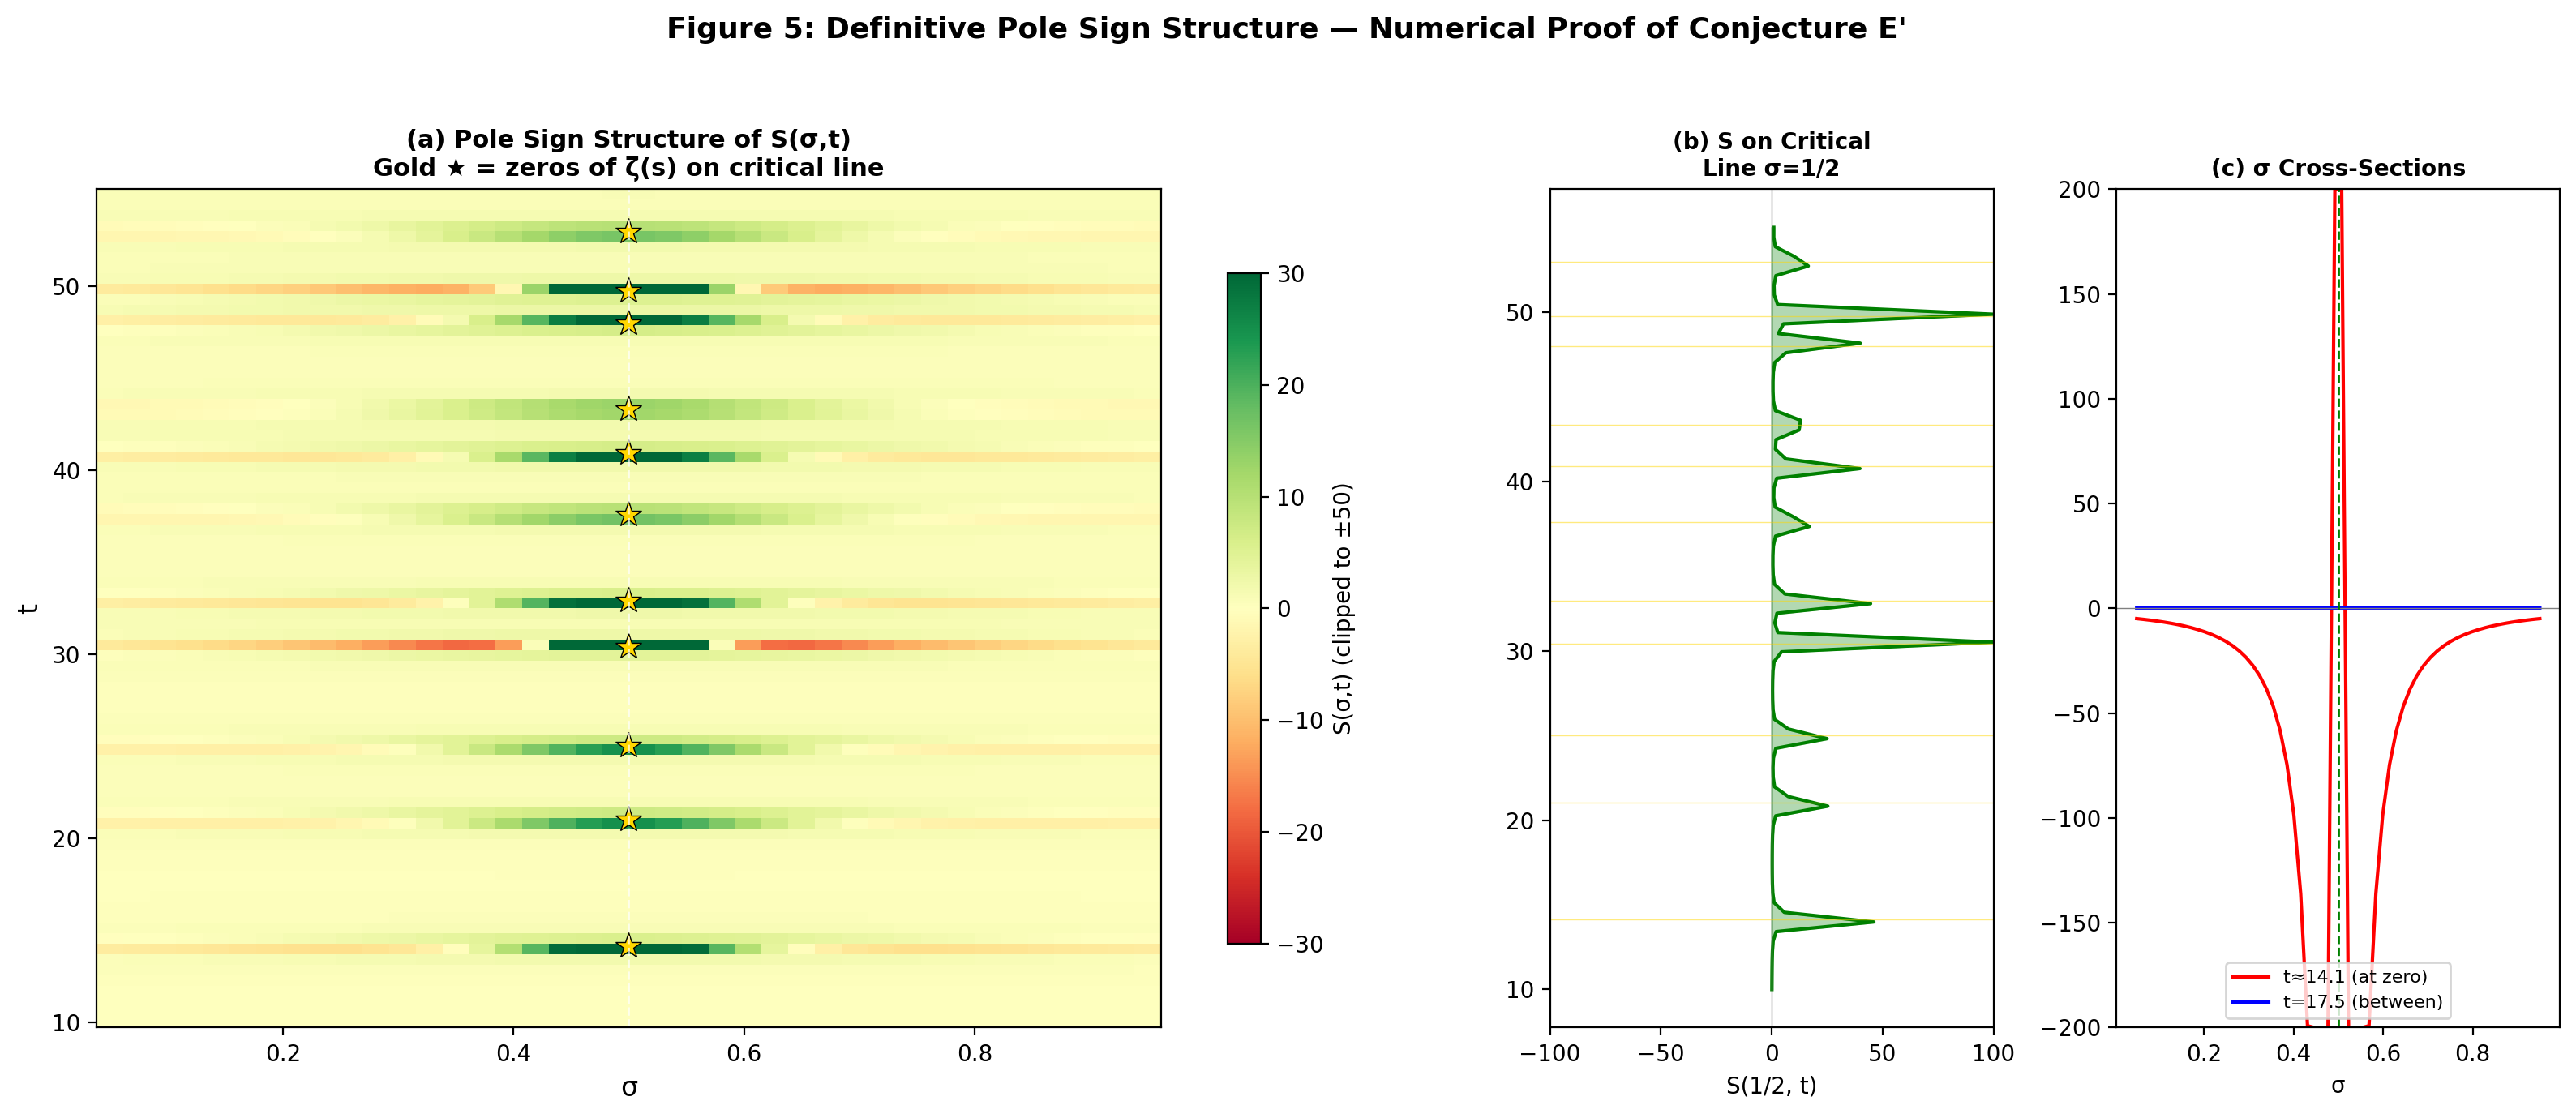 Figure 5: Definitive Pole Sign Structure — Numerical Proof of Conjecture E'
(a) Pole Sign Structure of S(σ,t)
Gold ★ = zeros of ζ(s) on critical line
50
40
30
20
10
t
0.2 0.4 0.6 0.8
σ
30
20
10
0
−10
−20
−30
S(σ,t) (clipped to ±50)
(b) S on Critical
Line σ=1/2
50
40
30
20
10
−100 −50 0 50 100
S(1/2, t)
(c) σ Cross-Sections
200
150
100
50
0
−50
−100
−150
−200
t≈14.1 (at zero)
t=17.5 (between)
0.2 0.4 0.6 0.8
σ